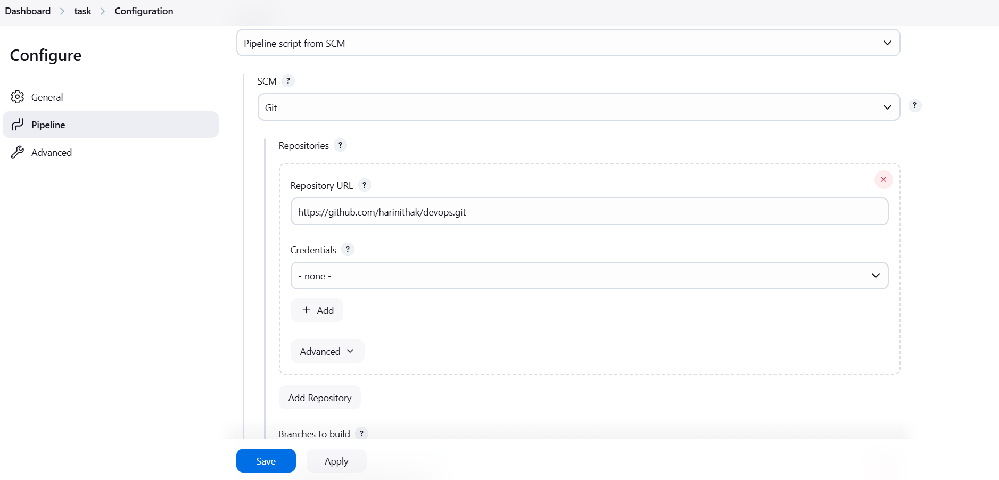 Dashboard > task > Configuration
Configure
General
Pipeline
Advanced
Pipeline script from SCM
SCM ?
Git
?
Repositories ?
Repository URL ?
https://github.com/harinithak/devops.git
Credentials ?
- none -
+ Add
Advanced
Add Repository
Branches to build ?
Save
Apply